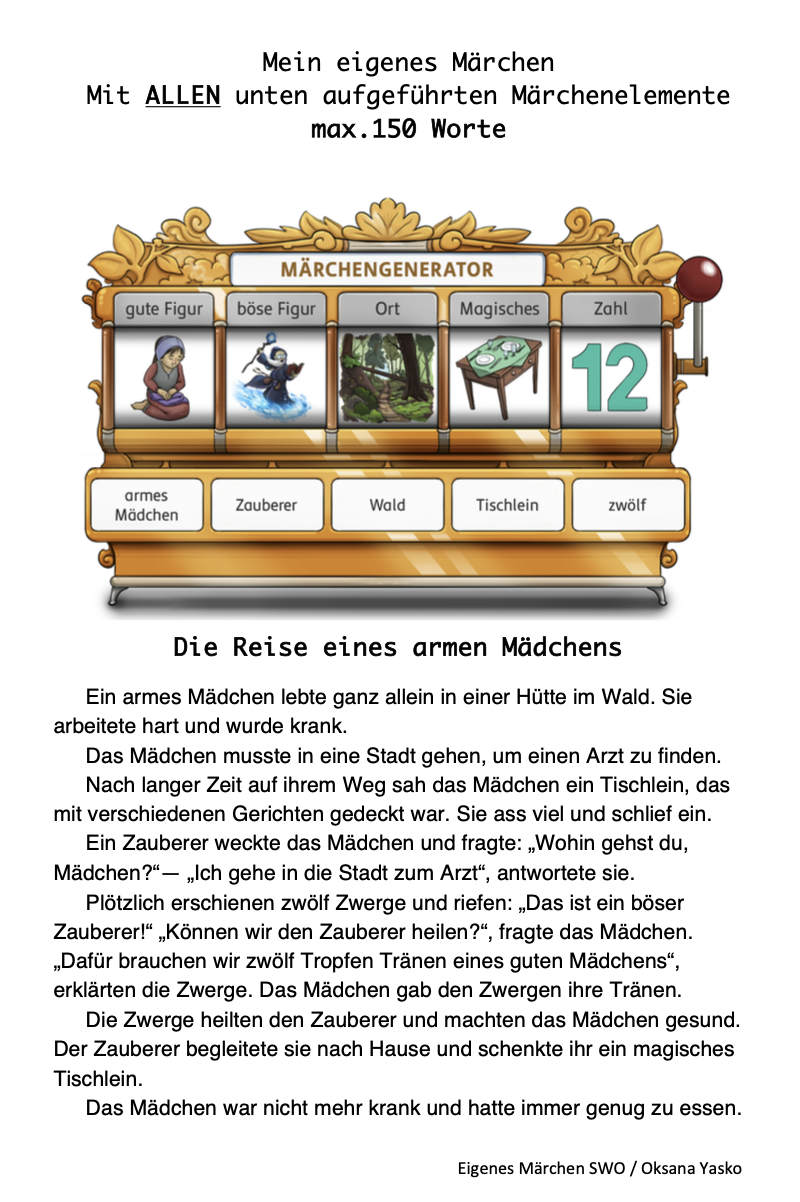 Mein eigenes Märchen
Mit ALLEN unten aufgeführten Märchenelemente
max.150 Worte
MÄRCHENGENERATOR
gute Figur böse Figur Ort Magisches Zahl
12
armes Mädchen Zauberer Wald Tischlein zwölf
Die Reise eines armen Mädchens
Ein armes Mädchen lebte ganz allein in einer Hütte im Wald. Sie
arbeitete hart und wurde krank.
Das Mädchen musste in eine Stadt gehen, um einen Arzt zu finden.
Nach langer Zeit auf ihrem Weg sah das Mädchen ein Tischlein, das
mit verschiedenen Gerichten gedeckt war. Sie ass viel und schlief ein.
Ein Zauberer weckte das Mädchen und fragte: „Wohin gehst du,
Mädchen?“— „Ich gehe in die Stadt zum Arzt“, antwortete sie.
Plötzlich erschienen zwölf Zwerge und riefen: „Das ist ein böser
Zauberer!“ „Können wir den Zauberer heilen?“, fragte das Mädchen.
„Dafür brauchen wir zwölf Tropfen Tränen eines guten Mädchens“,
erklärten die Zwerge. Das Mädchen gab den Zwergen ihre Tränen.
Die Zwerge heilten den Zauberer und machten das Mädchen gesund.
Der Zauberer begleitete sie nach Hause und schenkte ihr ein magisches
Tischlein.
Das Mädchen war nicht mehr krank und hatte immer genug zu essen.
Eigenes Märchen SWO / Oksana Yasko